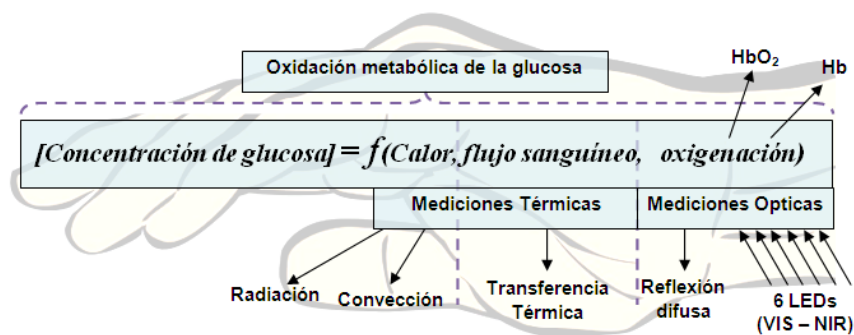 HbO₂
Hb
Oxidación metabólica de la glucosa
[Concentración de glucosa] = f(Calor, flujo sanguíneo, oxigenación)
Mediciones Térmicas
Mediciones Opticas
Radiación
Convección
Transferencia
Térmica
Reflexión
difusa
6 LEDs
(VIS – NIR)